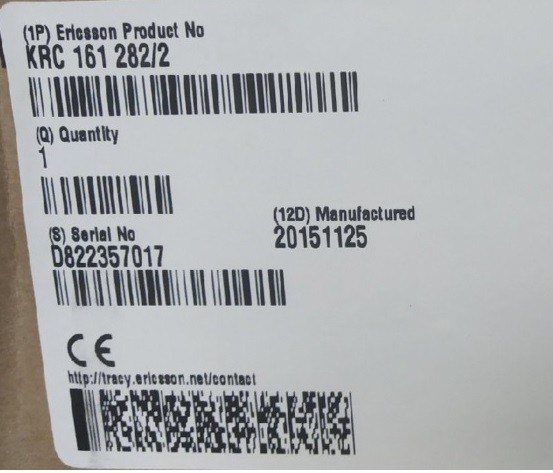 (1P) Ericsson Product No
KRC 161 282/2
(Q) Quantity
1
(S) Serial No
D822357017
(12D) Manufactured
20151125
CE
http://tracy.ericsson.net/contact